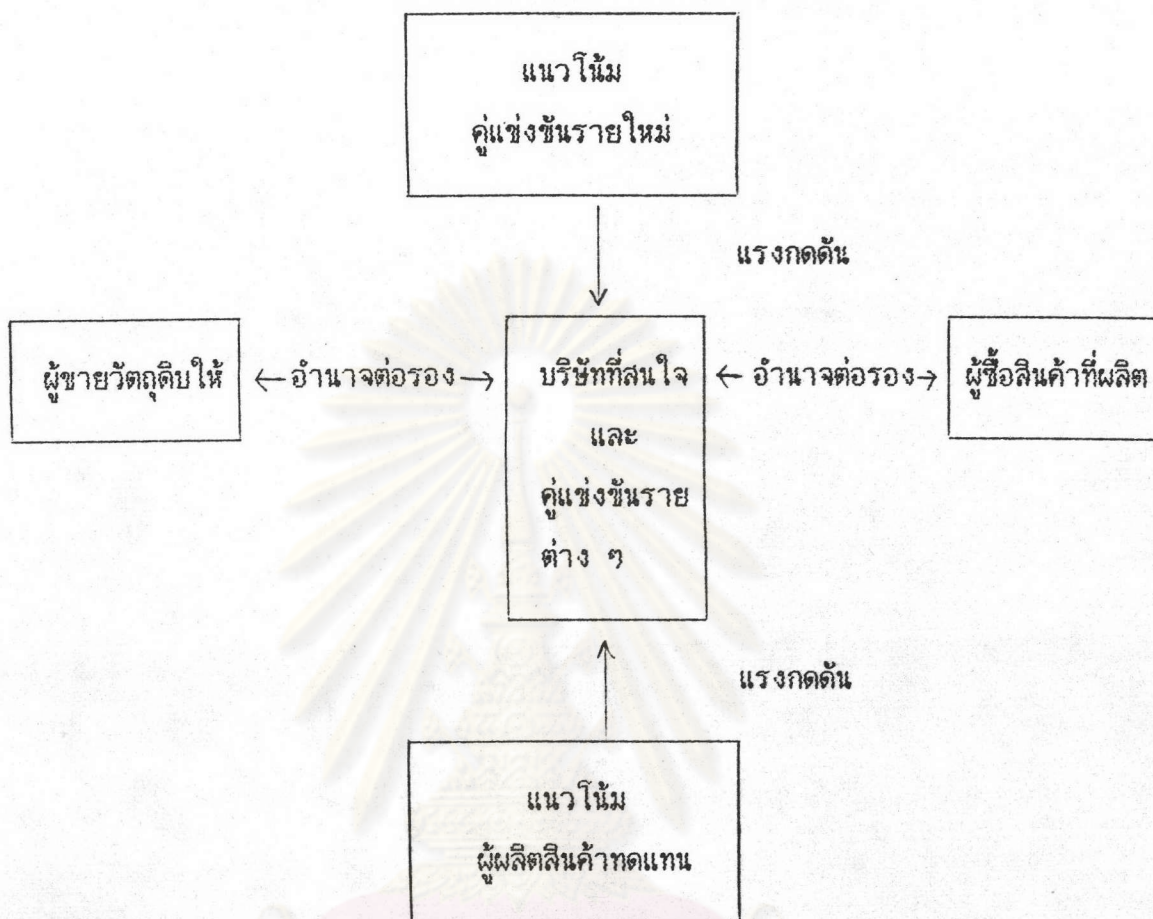 แนวโน้ม
คู่แข่งขันรายใหม่
แรงกดดัน
ผู้ขายวัตถุดิบให้
←อำนาจต่อรอง→
บริษัทที่สนใจ
และ
คู่แข่งขันราย
ต่าง ๆ
← อำนาจต่อรอง→
ผู้ซื้อสินค้าที่ผลิต
แรงกดดัน
แนวโน้ม
ผู้ผลิตสินค้าทดแทน